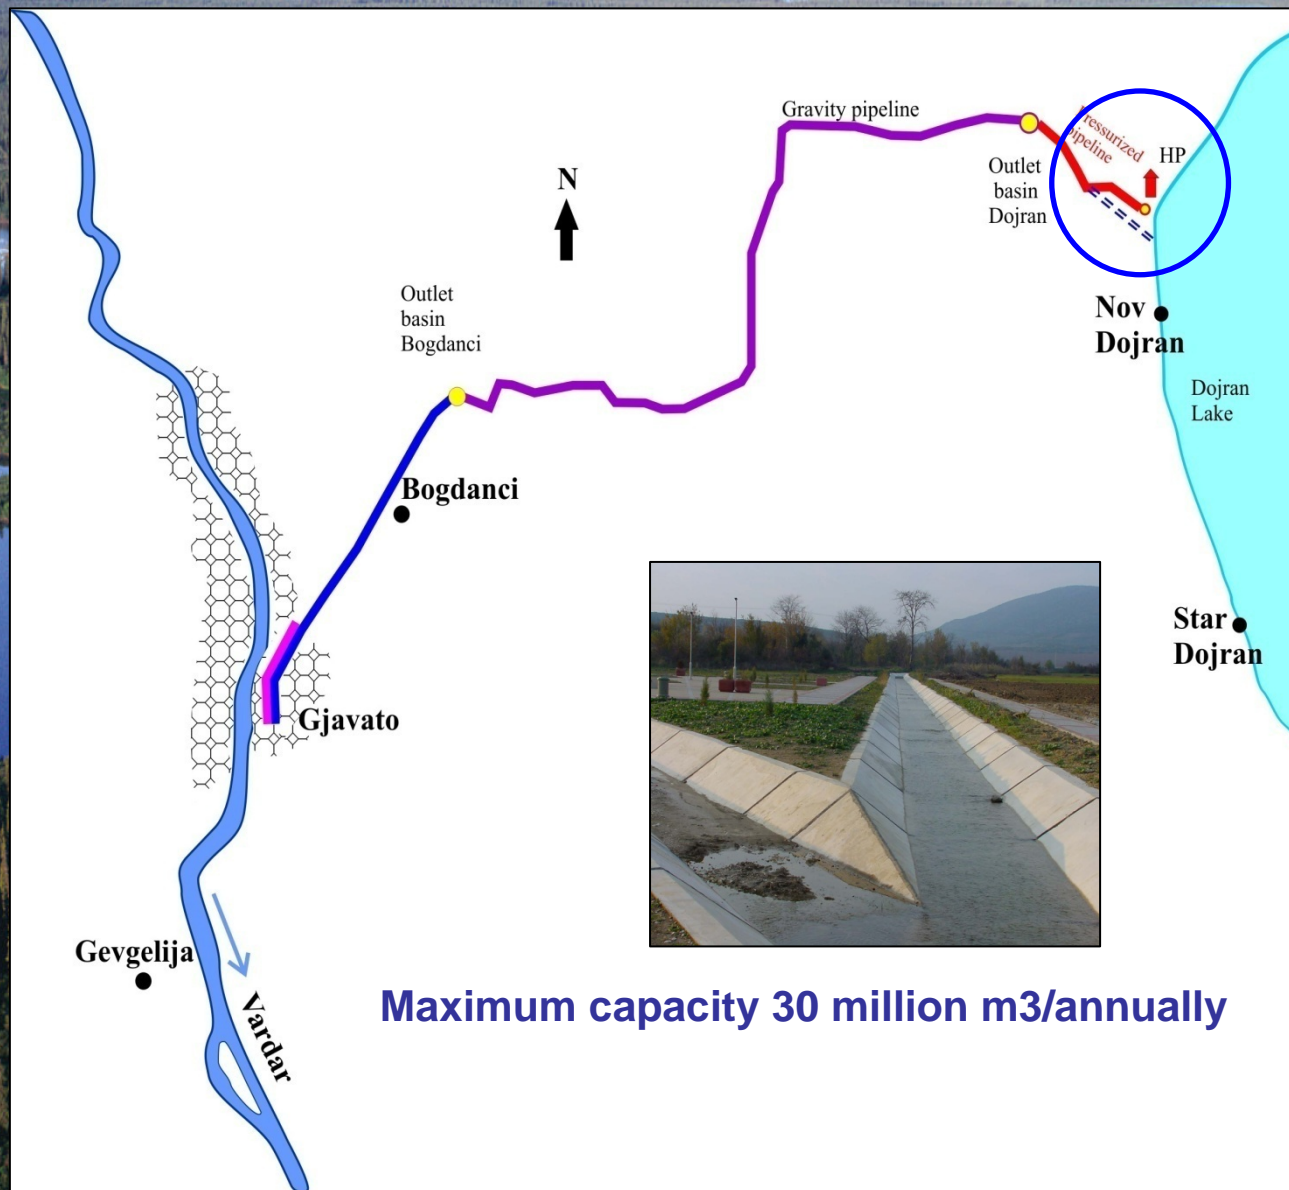 Gravity pipeline
Pressurized
pipeline
HP
Outlet
basin
Dojran
N
Outlet
basin
Bogdanci
Nov
Dojran
Dojran
Lake
Bogdanci
Star
Dojran
Gjavato
Gevgelija
Vardar
Maximum capacity 30 million m3/annually